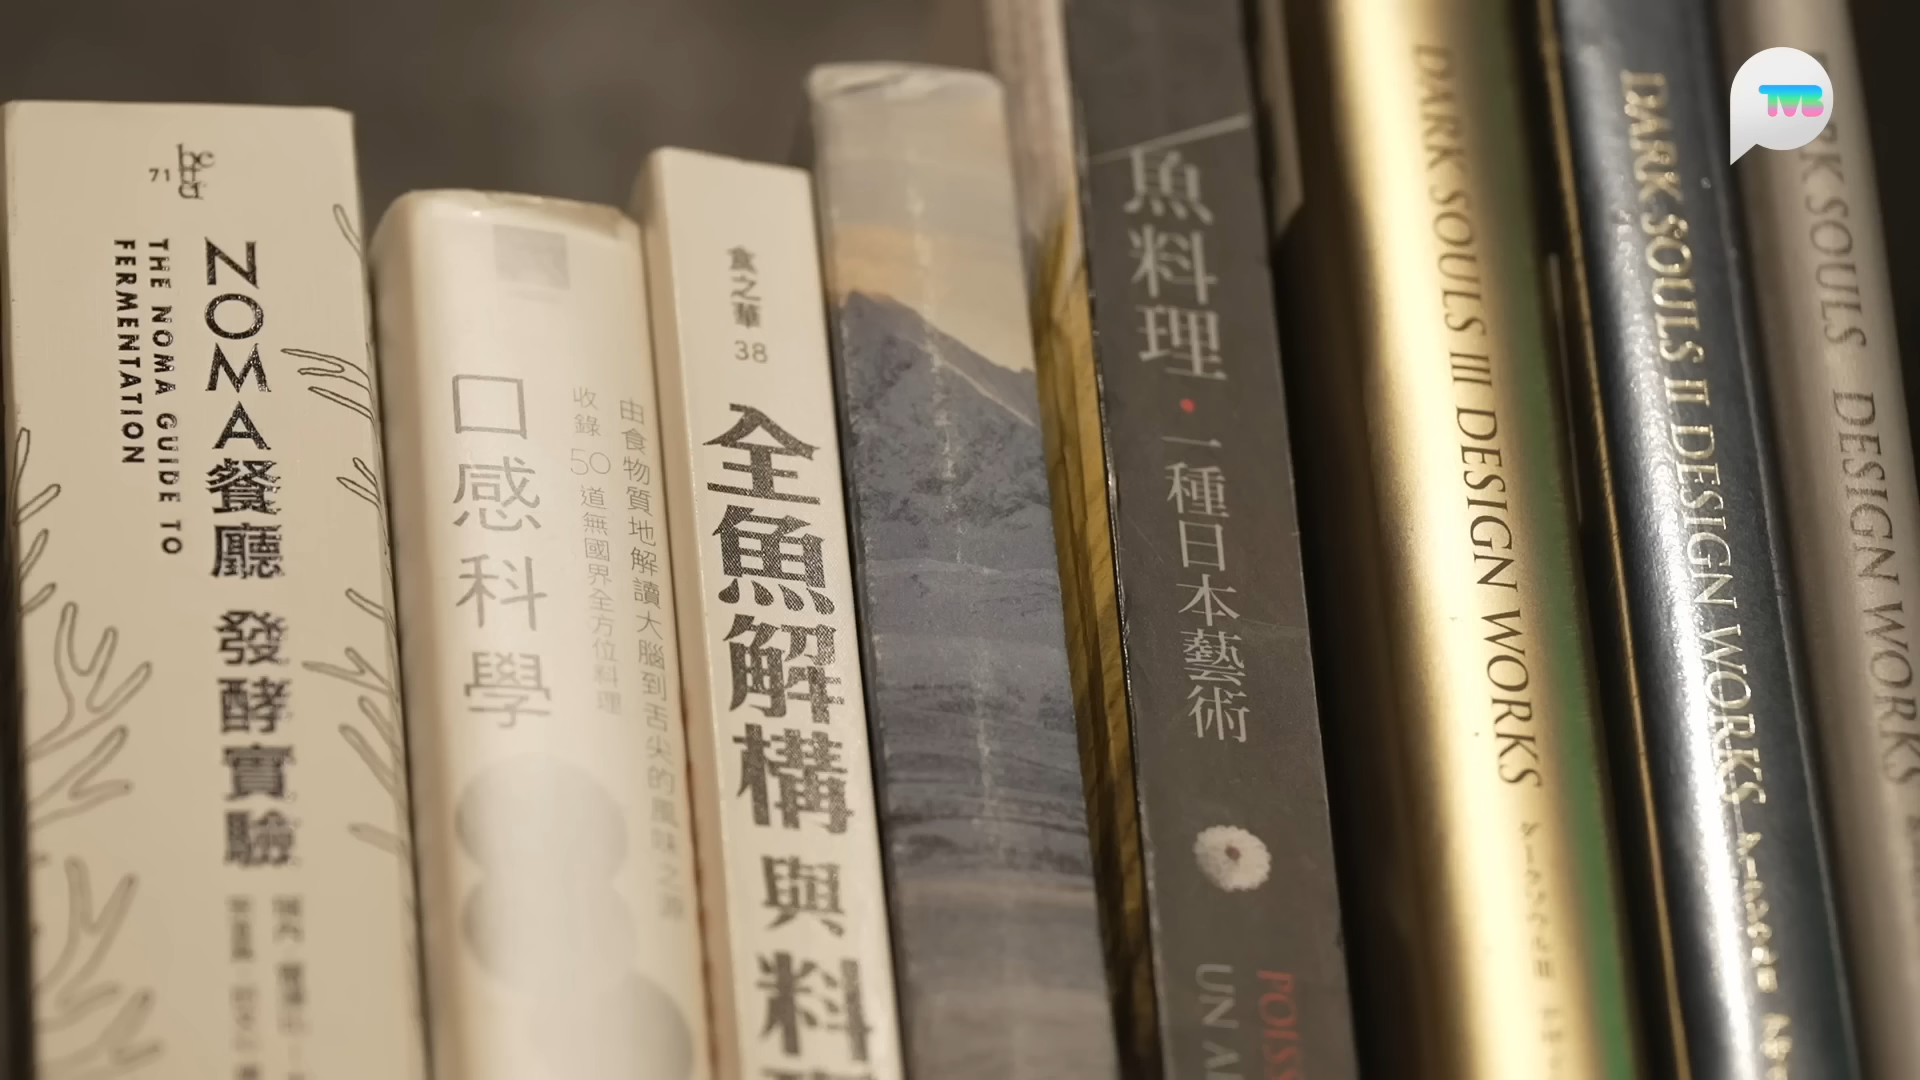 better
71
NOMA餐廳 發酵實驗
THE NOMA GUIDE TO
FERMENTATION
口感科學
由食物質地解讀大腦到舌尖的風味之源
收錄50道無國界全方位料理
食之華 38
全魚解構與料
魚料理・一種日本藝術
POISS
UN A
DARK SOULS III DESIGN WORKS
DARK SOULS II DESIGN WORKS
RK SOULS DESIGN WORKS
TVB